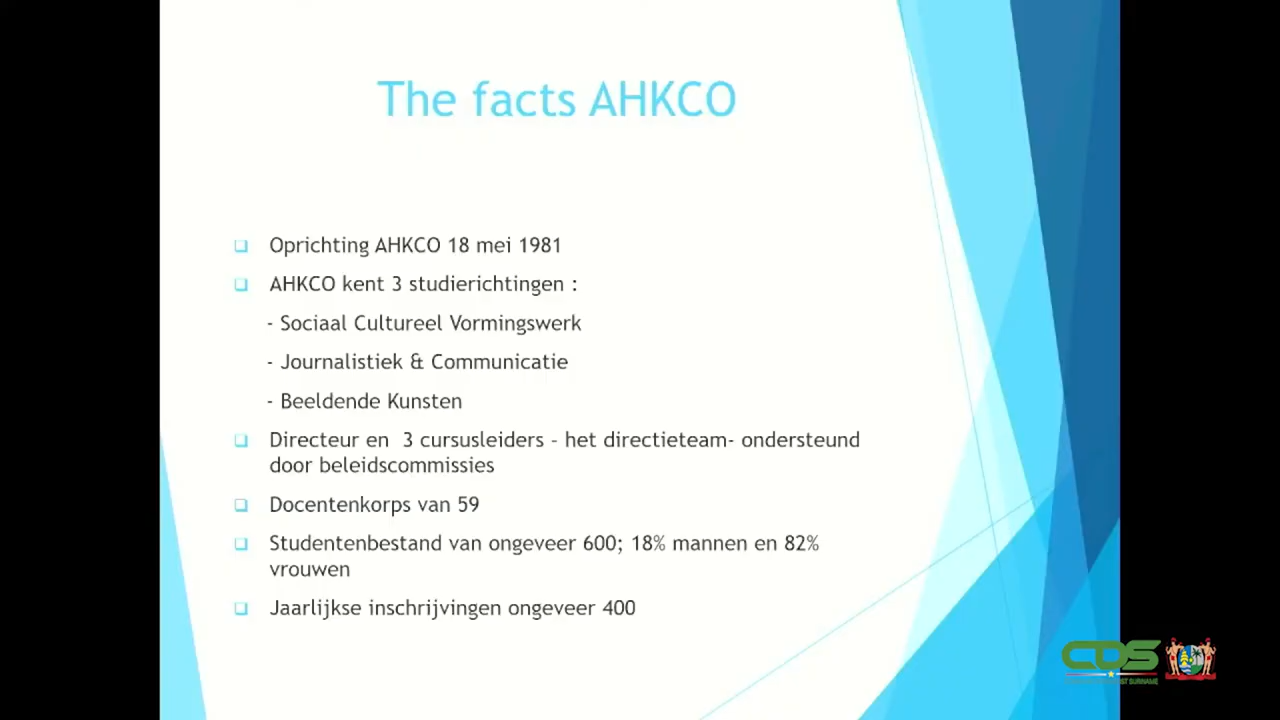 The facts AHKCO
Oprichting AHKCO 18 mei 1981
AHKCO kent 3 studierichtingen :
- Sociaal Cultureel Vormingswerk
- Journalistiek & Communicatie
- Beeldende Kunsten
Directeur en 3 cursusleiders – het directieteam- ondersteund
door beleidscommissies
Docentenkorps van 59
Studentenbestand van ongeveer 600; 18% mannen en 82%
vrouwen
Jaarlijkse inschrijvingen ongeveer 400
CDS